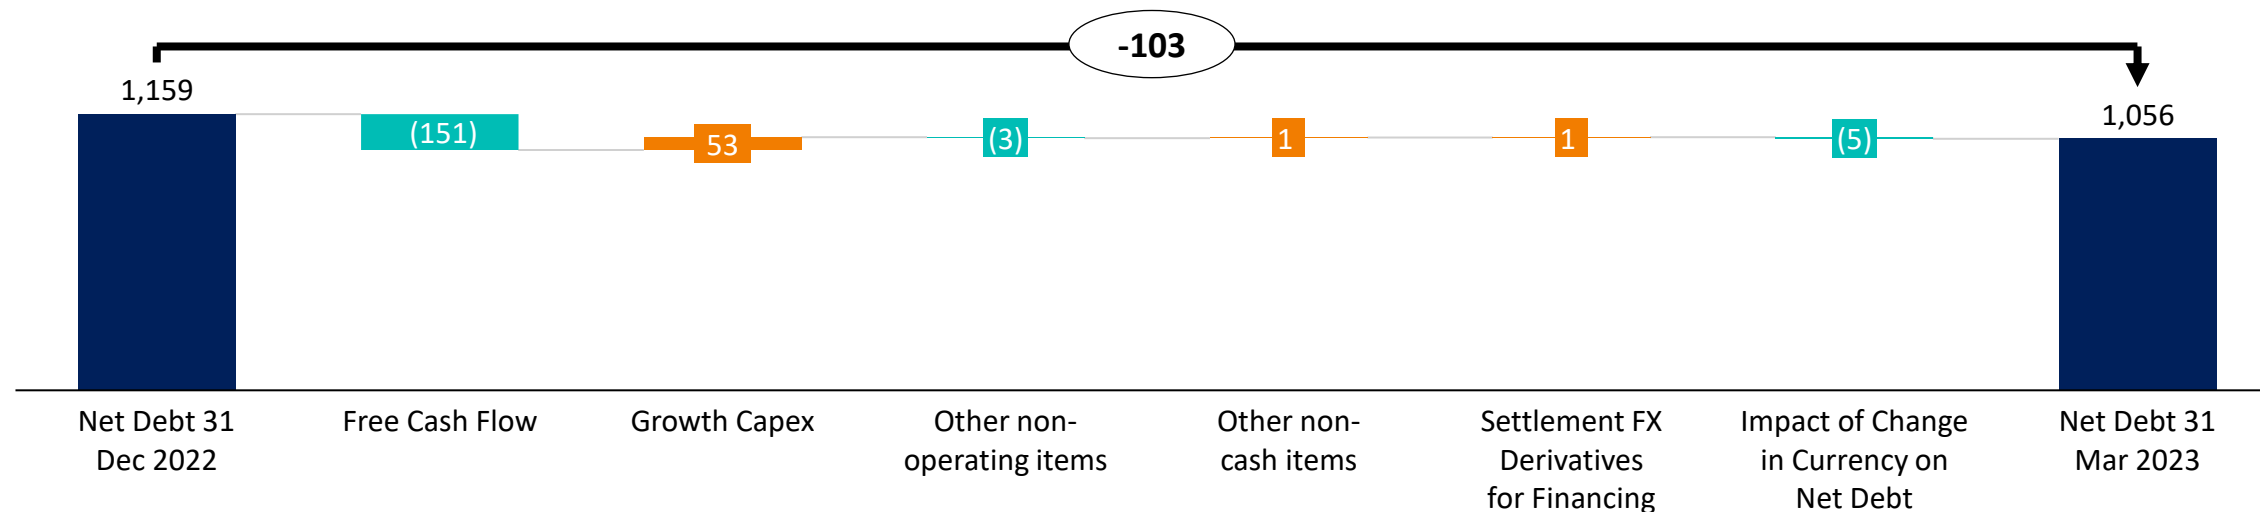 -103
1,159
(151)
53
(3)
1
1
(5)
1,056
Net Debt 31
Dec 2022
Free Cash Flow
Growth Capex
Other non-
operating items
Other non-
cash items
Settlement FX
Derivatives
for Financing
Impact of Change
in Currency on
Net Debt
Net Debt 31
Mar 2023